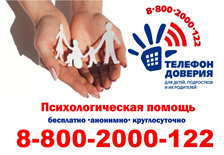 8-800-2000-122
ТЕЛЕФОН
ДОВЕРИЯ
ДЛЯ ДЕТЕЙ, ПОДРОСТКОВ
И ИХ РОДИТЕЛЕЙ
Психологическая помощь
бесплатно •анонимно• круглосуточно
8-800-2000-122